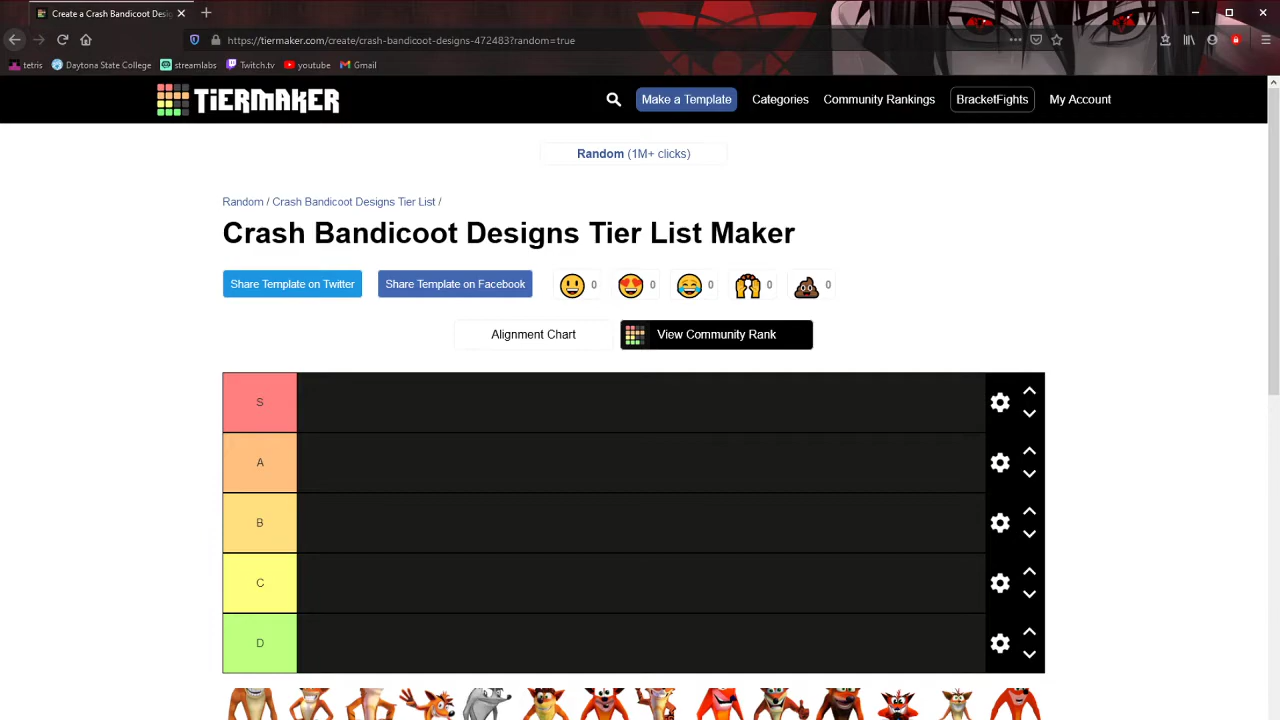 Create a Crash Bandicoot Desig
https://tiermaker.com/create/crash-bandicoot-designs-472483?random=true
tetris Daytona State College streamlabs Twitch.tv youtube Gmail
TiERMAKER Make a Template Categories Community Rankings BracketFights My Account
Random (1M+ clicks)
Random / Crash Bandicoot Designs Tier List /
Crash Bandicoot Designs Tier List Maker
Share Template on Twitter Share Template on Facebook 0 0 0 0 0
Alignment Chart View Community Rank
S
A
B
C
D